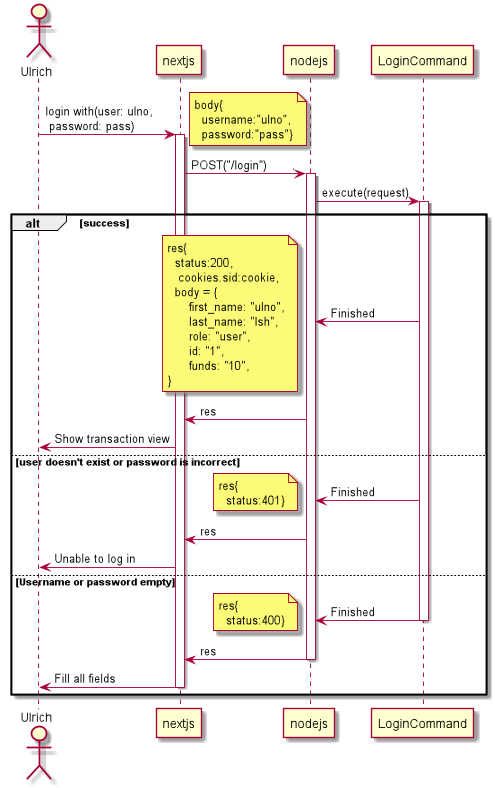 Ulrich
nextjs
nodejs
LoginCommand
login with(user: ulno,
password: pass)
body{
username:"ulno",
password:"pass"}
POST("/login")
execute(request)
alt
[success]
res{
status:200,
cookies.sid:cookie,
body = {
first_name: "ulno",
last_name: "lsh",
role: "user",
id: "1",
funds: "10",
}
Finished
res
Show transaction view
[user doesn't exist or password is incorrect]
res{
status:401}
Finished
res
Unable to log in
[Username or password empty]
res{
status:400}
Finished
res
Fill all fields
Ulrich
nextjs
nodejs
LoginCommand